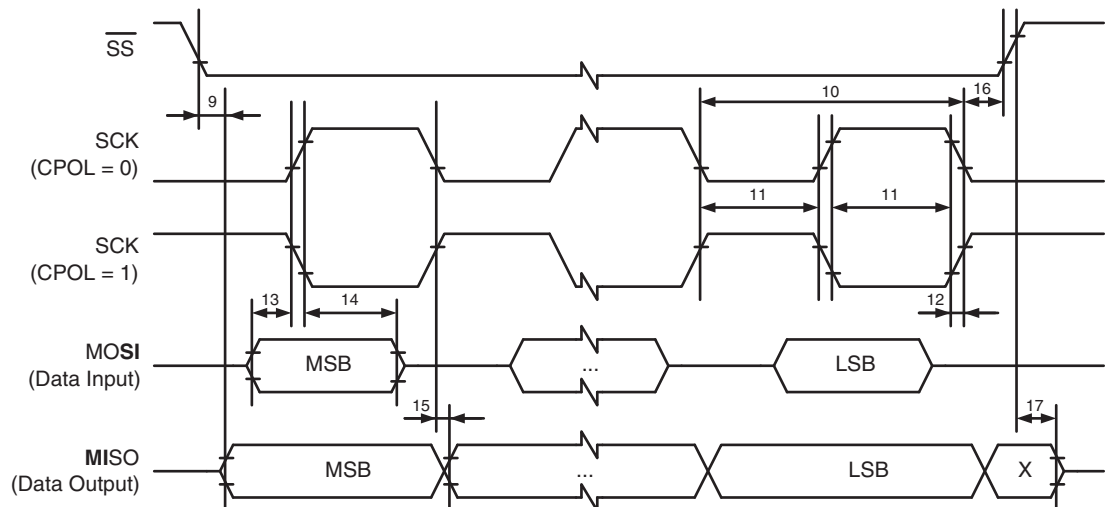 SS
10
16
9
SCK
(CPOL = 0)
11
11
SCK
(CPOL = 1)
13
14
12
MOSI
(Data Input)
MSB
...
LSB
15
17
MISO
(Data Output)
MSB
...
LSB
X